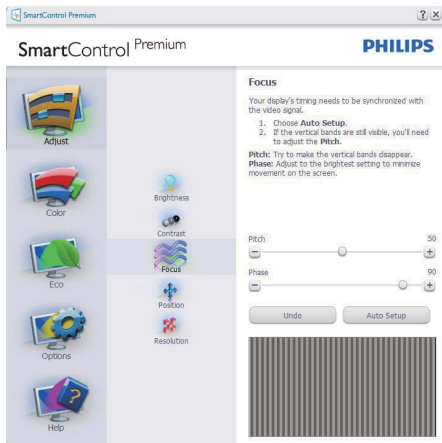 SmartControl Premium
? X
SmartControl Premium
PHILIPS
Adjust
Color
Eco
Options
Help
Brightness
Contrast
Focus
Position
Resolution
Focus
Your display's timing needs to be synchronized with
the video signal.
1. Choose Auto Setup.
2. If the vertical bands are still visible, you'll need
to adjust the Pitch.
Pitch: Try to make the vertical bands disappear.
Phase: Adjust to the brightest setting to minimize
movement on the screen.
Pitch 50
Phase 90
Undo Auto Setup